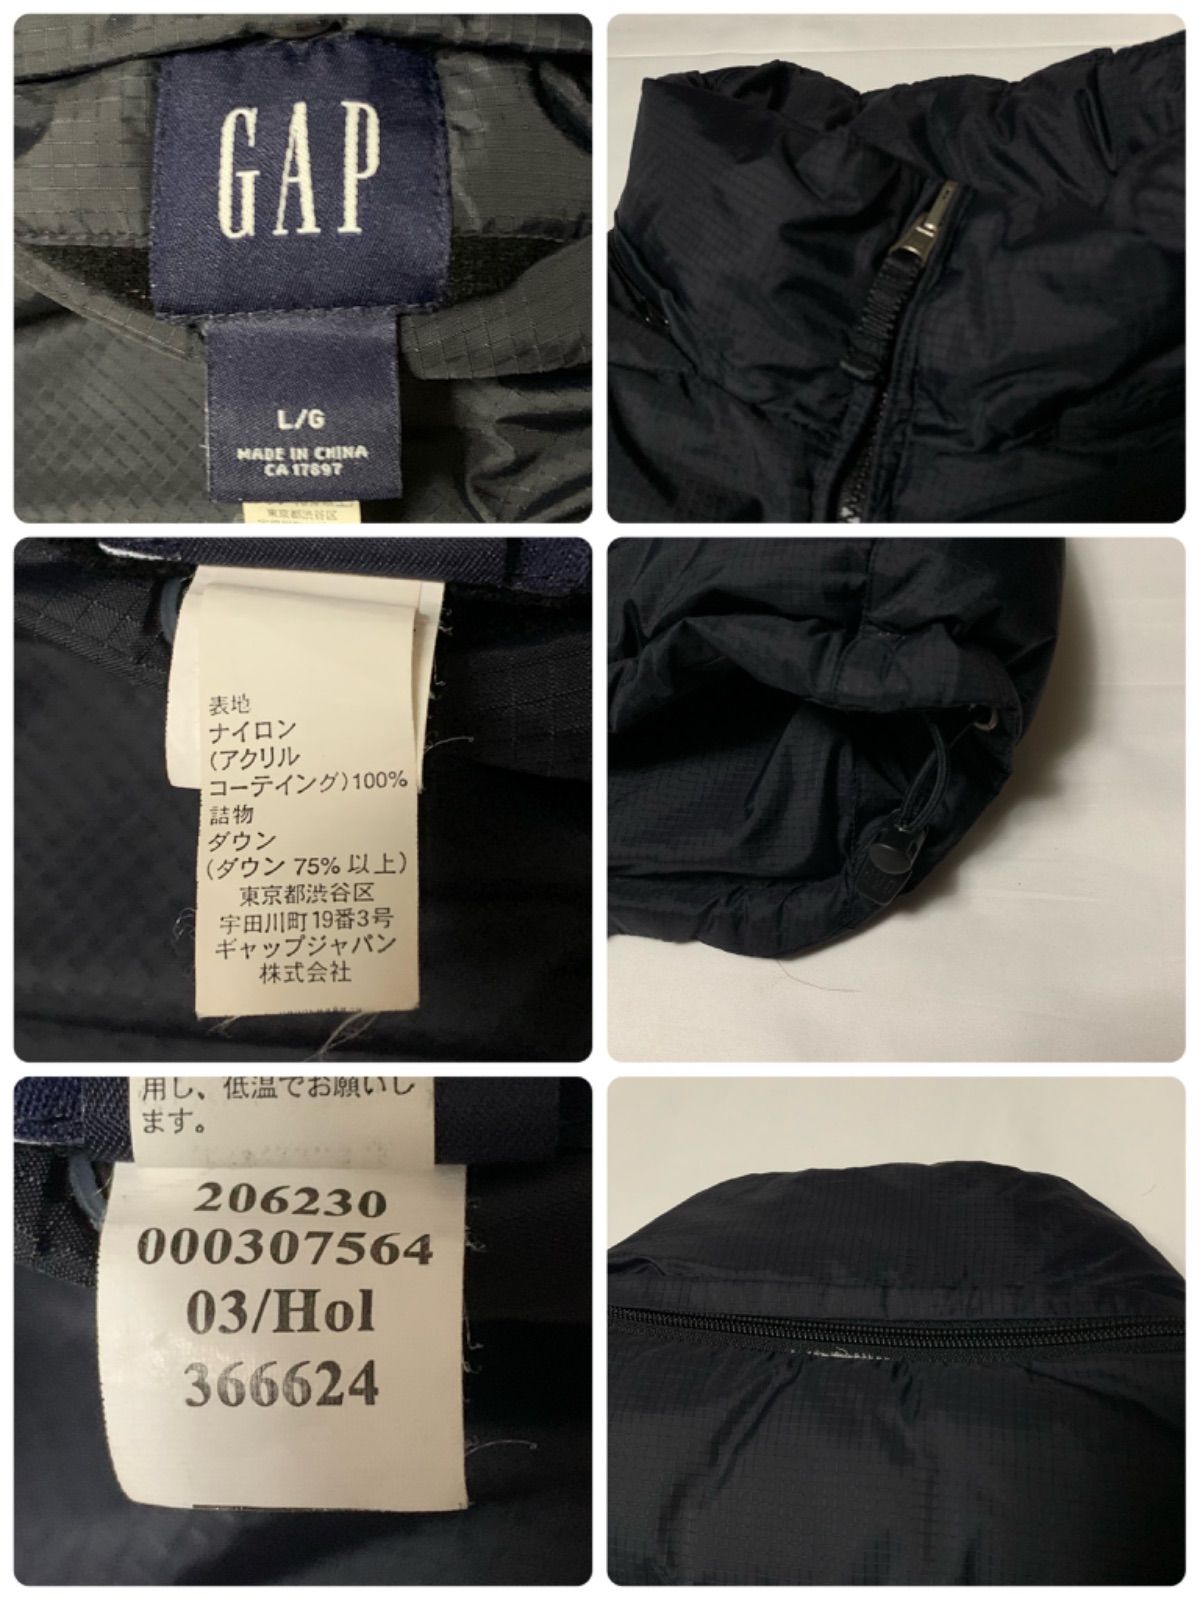 GAP
L/G
MADE IN CHINA
CA 17897
東京都渋谷区
表地
ナイロン
(アクリル
コーテイング)100%
詰物
ダウン
(ダウン 75% 以上)
東京都渋谷区
宇田川町19番3号
ギャップジャパン
株式会社
用し、低温でお願いし
ます。
206230
000307564
03/Hol
366624